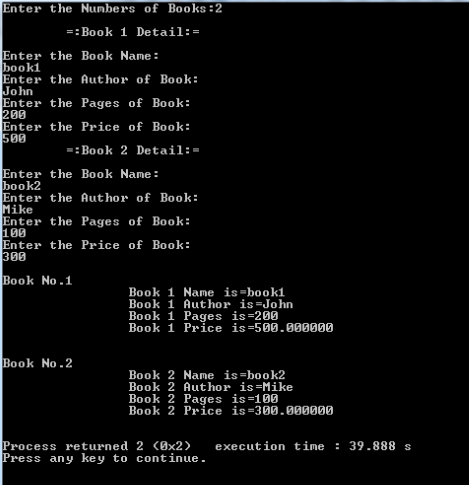 Enter the Numbers of Books:2
=:Book 1 Detail:=
Enter the Book Name:
book1
Enter the Author of Book:
John
Enter the Pages of Book:
200
Enter the Price of Book:
500
=:Book 2 Detail:=
Enter the Book Name:
book2
Enter the Author of Book:
Mike
Enter the Pages of Book:
100
Enter the Price of Book:
300
Book No.1
Book 1 Name is=book1
Book 1 Author is=John
Book 1 Pages is=200
Book 1 Price is=500.000000
Book No.2
Book 2 Name is=book2
Book 2 Author is=Mike
Book 2 Pages is=100
Book 2 Price is=300.000000
Process returned 2 (0x2)   execution time : 39.888 s
Press any key to continue.